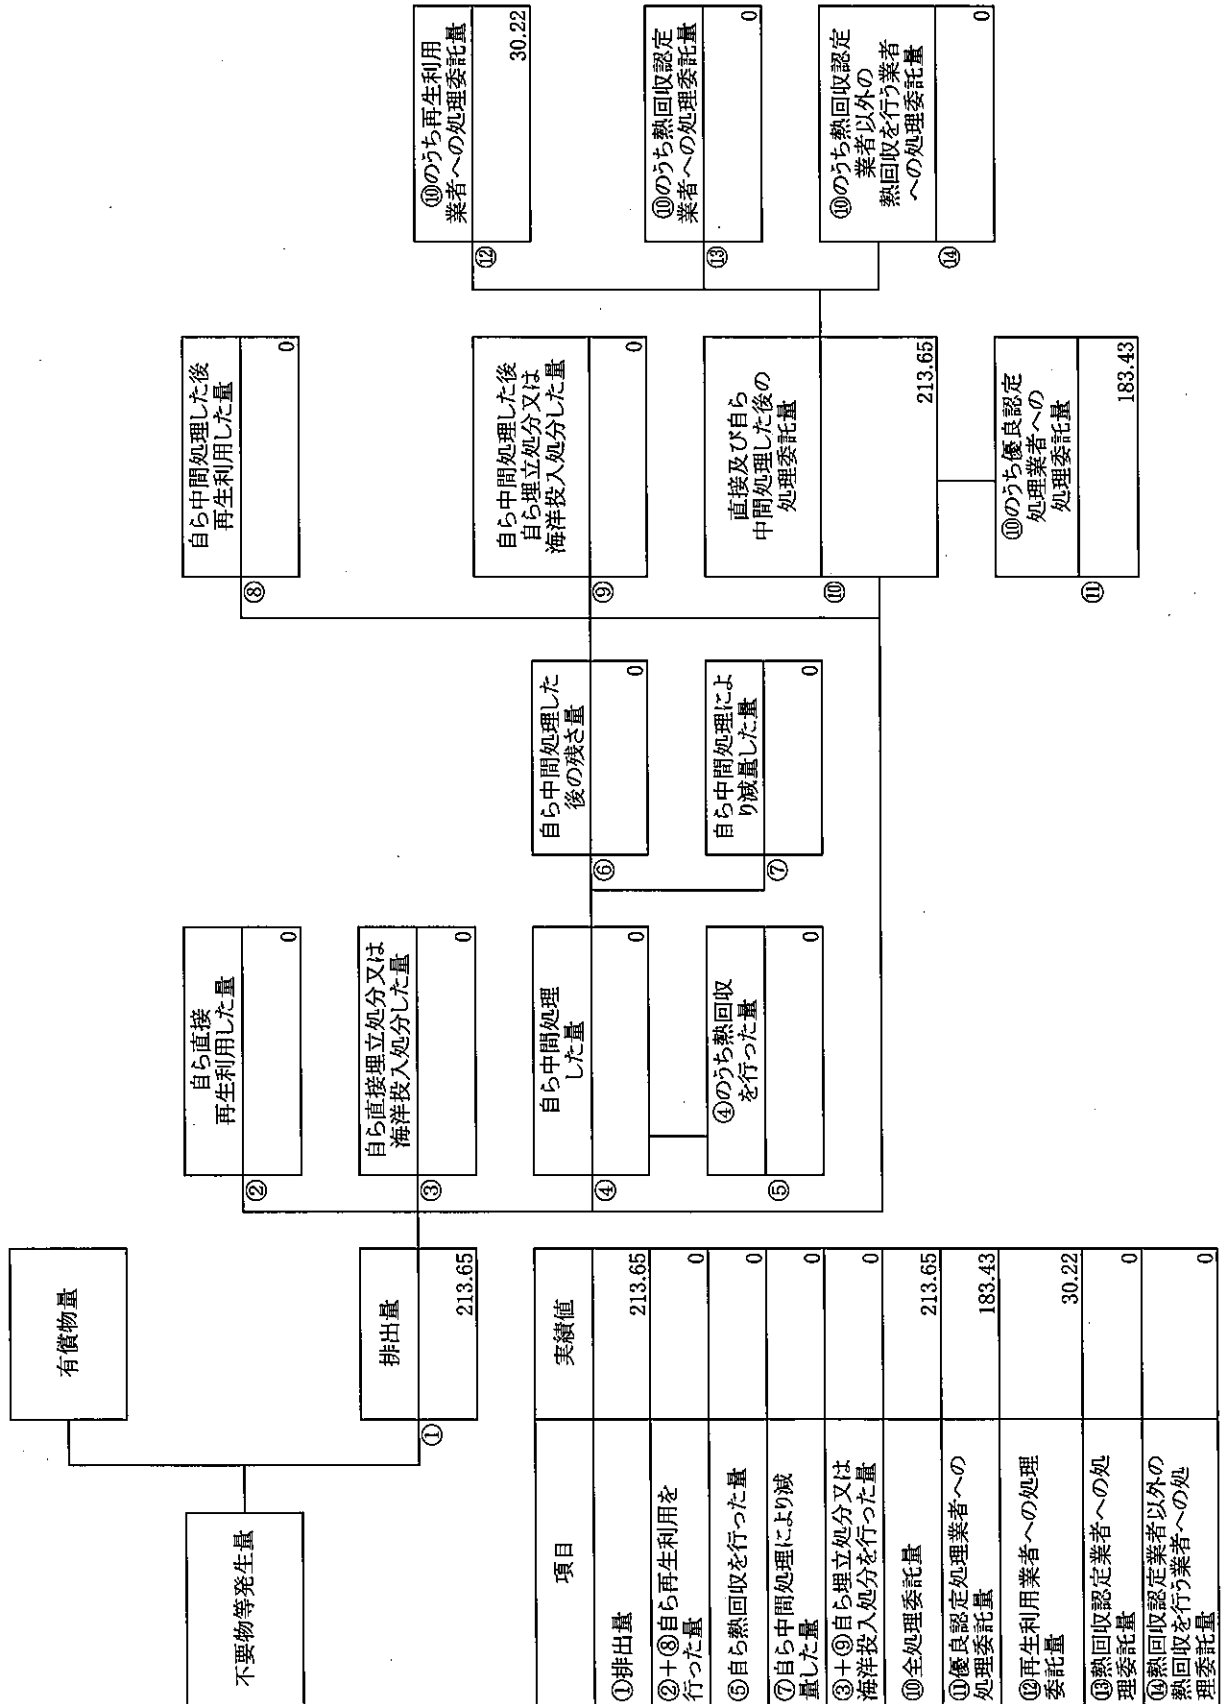 不要物等発生量
有償物量
①
排出量
213.65
②
自ら直接
再生利用した量
0
③
自ら直接埋立処分又は
海洋投入処分した量
0
④
自ら中間処理
した量
0
⑤
④のうち熱回収
を行った量
0
⑥
自ら中間処理した
後の残さ量
0
⑦
自ら中間処理によ
り減量した量
0
⑧
自ら中間処理した後
再生利用した量
0
⑨
自ら中間処理した後
自ら埋立処分又は
海洋投入処分した量
0
⑩
直接及び自ら
中間処理した後の
処理委託量
213.65
⑪
⑩のうち優良認定
処理業者への
処理委託量
183.43
⑫
⑩のうち再生利用
業者への処理委託量
30.22
⑬
⑩のうち熱回収認定
業者への処理委託量
0
⑭
⑩のうち熱回収認定
業者以外の
熱回収を行う業者
への処理委託量
0
項目
実績値
①排出量
213.65
②+⑧自ら再生利用を
行った量
0
⑤自ら熱回収を行った量
0
⑦自ら中間処理により減
量した量
0
③+⑨自ら埋立処分又は
海洋投入処分を行った量
0
⑩全処理委託量
213.65
⑪優良認定処理業者への
処理委託量
183.43
⑫再生利用業者への処理
委託量
30.22
⑬熱回収認定業者への処
理委託量
0
⑭熱回収認定業者以外の
熱回収を行う業者への処
理委託量
0